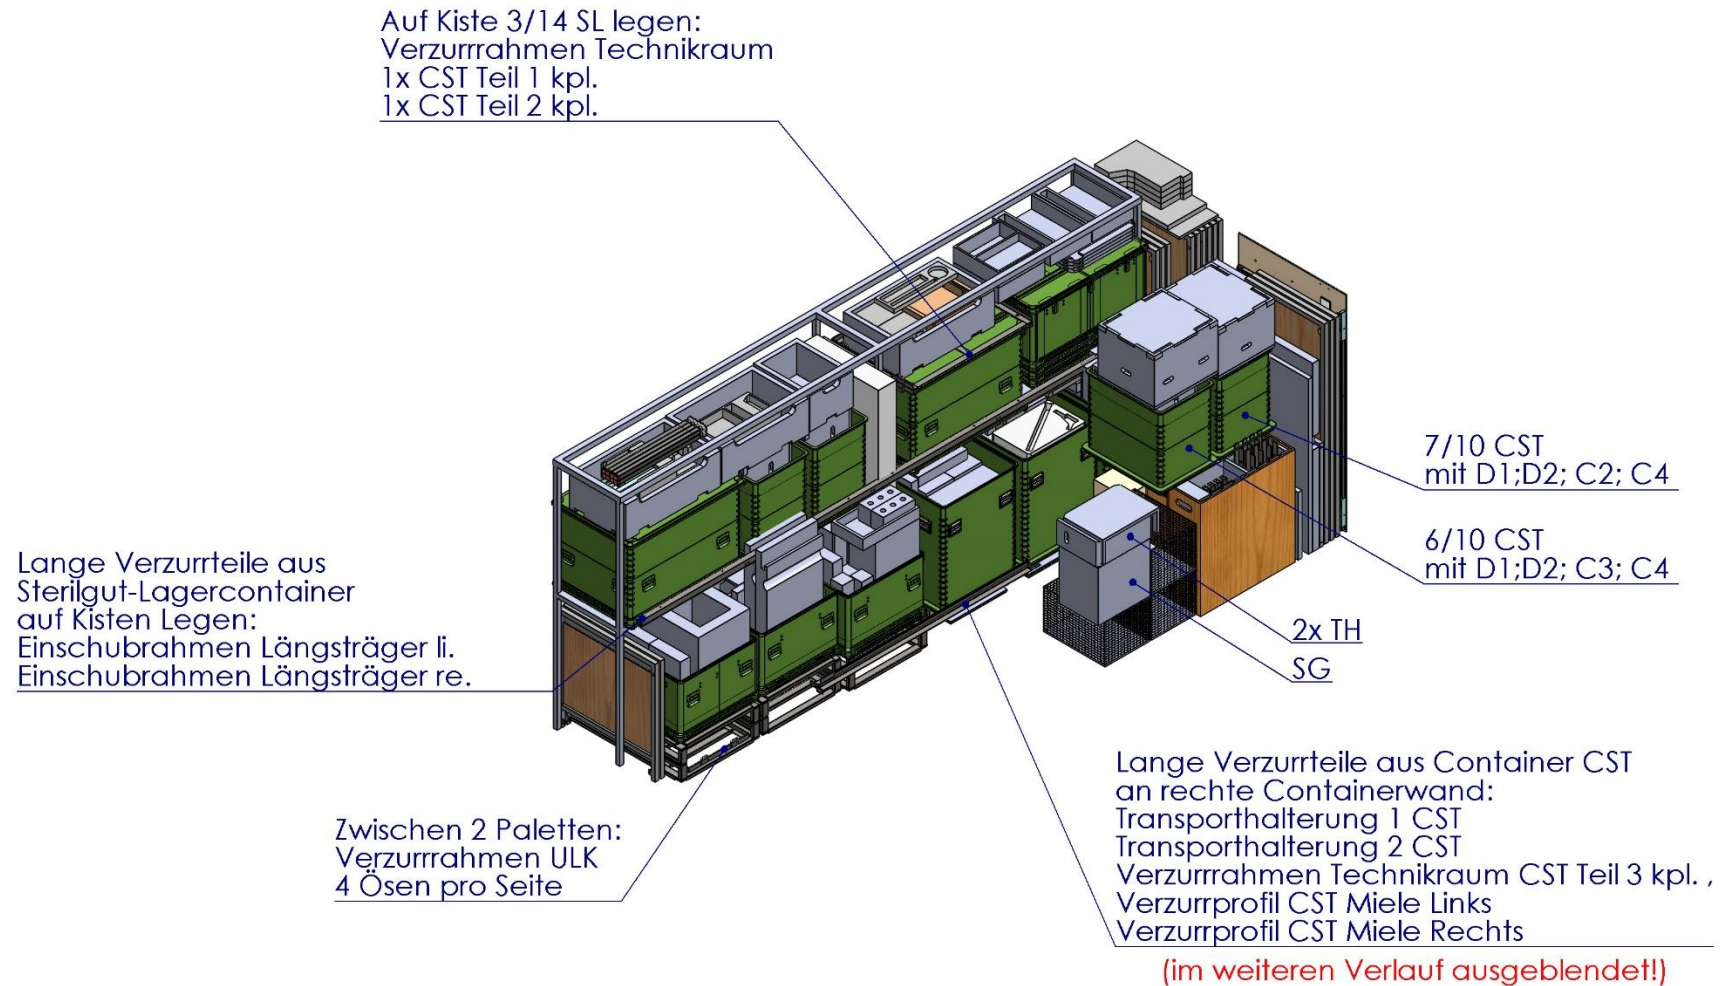 Auf Kiste 3/14 SL legen:
Verzurrrahmen Technikraum
1x CST Teil 1 kpl.
1x CST Teil 2 kpl.
7/10 CST
mit D1;D2; C2; C4
6/10 CST
mit D1;D2; C3; C4
Lange Verzurrteile aus
Sterilgut-Lagercontainer
auf Kisten Legen:
Einschubrahmen Längsträger li.
Einschubrahmen Längsträger re.
2x TH
SG
Zwischen 2 Paletten:
Verzurrrahmen ULK
4 Ösen pro Seite
Lange Verzurrteile aus Container CST
an rechte Containerwand:
Transporthalterung 1 CST
Transporthalterung 2 CST
Verzurrrahmen Technikraum CST Teil 3 kpl. ,
Verzurrprofil CST Miele Links
Verzurrprofil CST Miele Rechts
(im weiteren Verlauf ausgeblendet!)